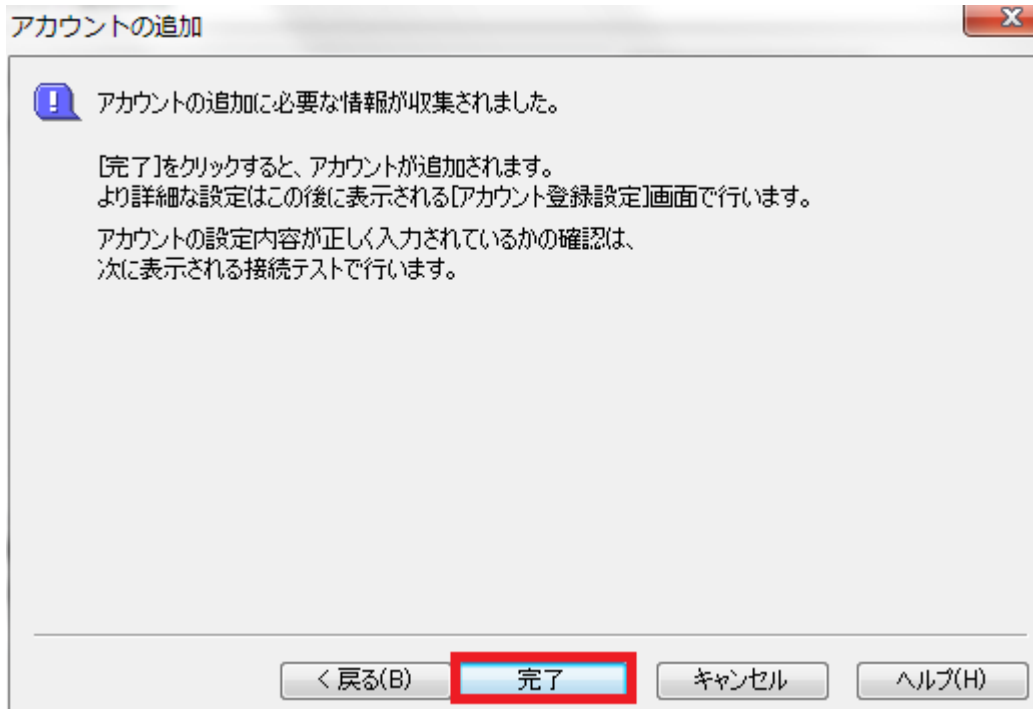 アカウントの追加
アカウントの追加に必要な情報が収集されました。
[完了]をクリックすると、アカウントが追加されます。
より詳細な設定はこの後に表示される[アカウント登録設定]画面で行います。
アカウントの設定内容が正しく入力されているかの確認は、
次に表示される接続テストで行います。
< 戻る(B) 完了 キャンセル ヘルプ(H)